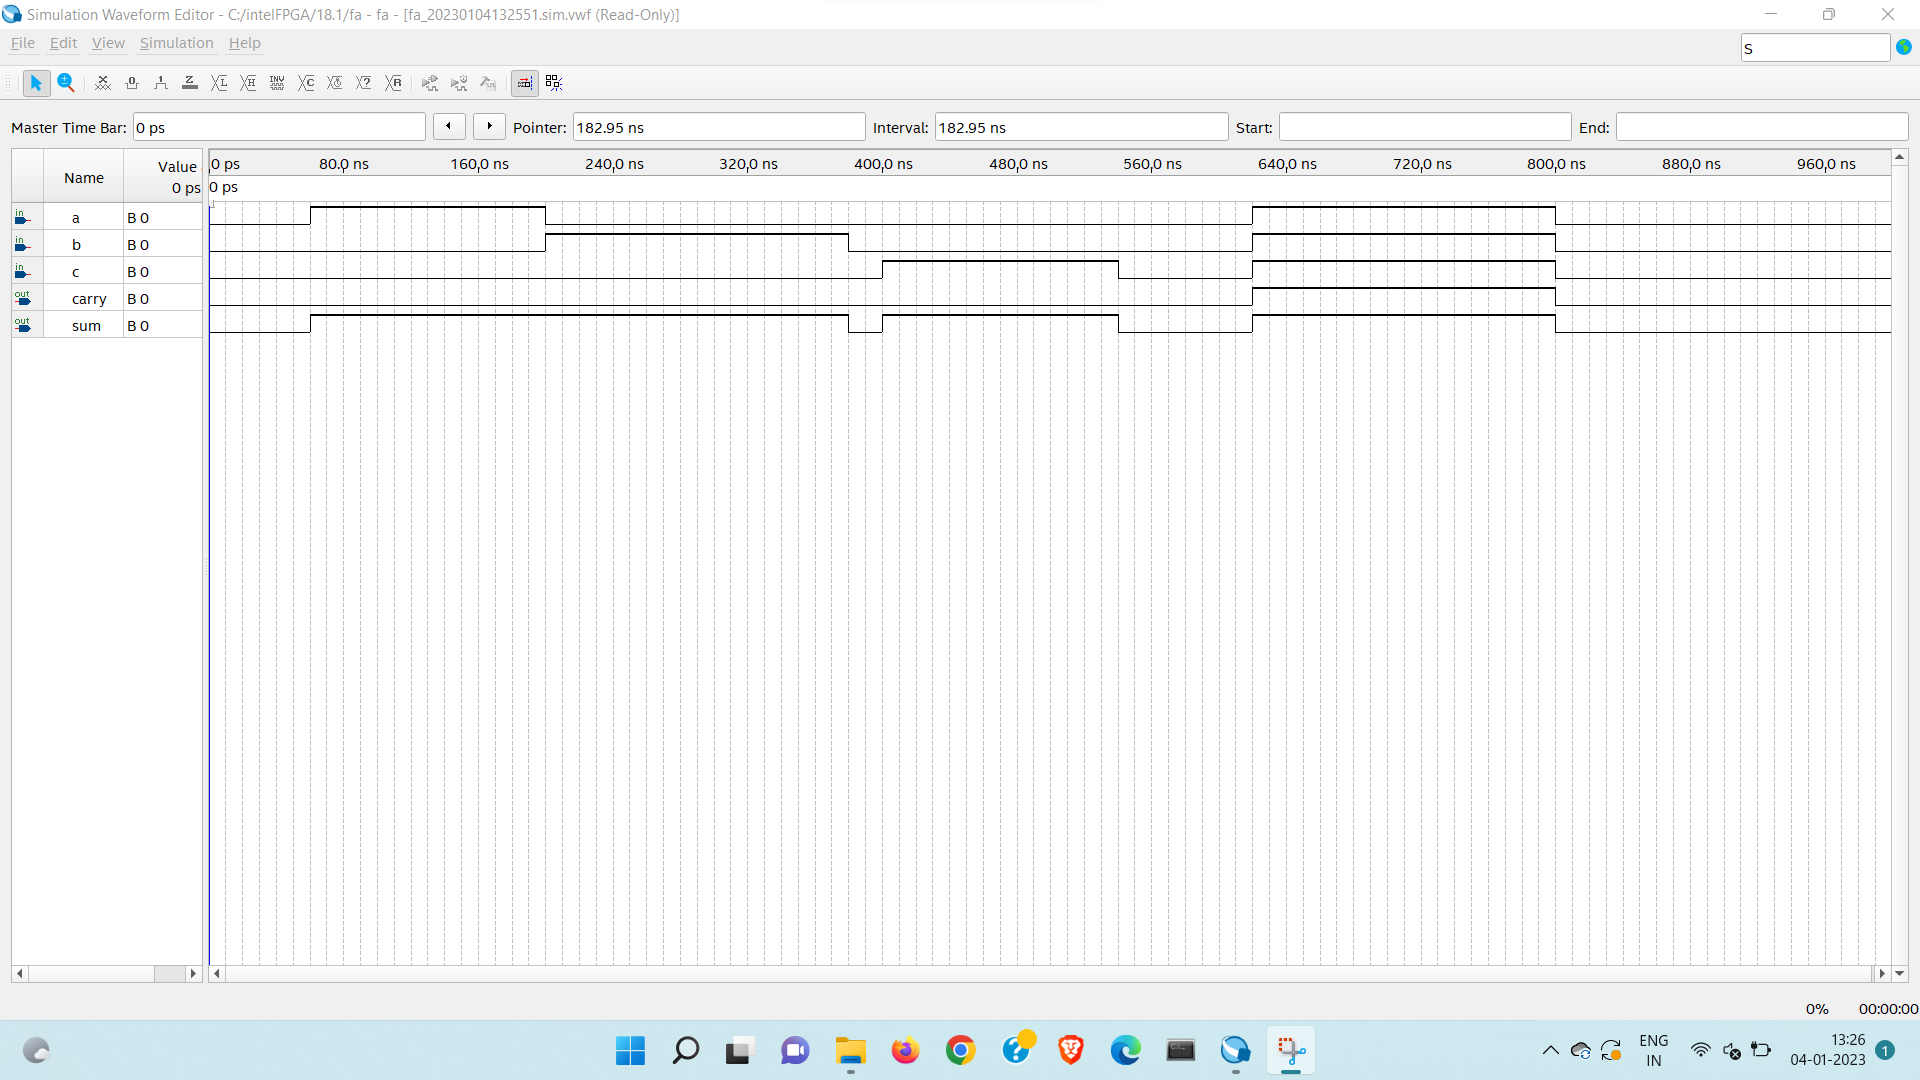 Simulation Waveform Editor - C:/intelFPGA/18.1/fa - fa - [fa_20230104132551.sim.vwf (Read-Only)]
File Edit View Simulation Help
S
Master Time Bar: 0 ps Pointer: 182.95 ns Interval: 182.95 ns Start: End:
Name Value
0 ps
0 ps 80.0 ns 160.0 ns 240.0 ns 320.0 ns 400.0 ns 480.0 ns 560.0 ns 640.0 ns 720.0 ns 800.0 ns 880.0 ns 960.0 ns
0 ps
in a B 0
in b B 0
in c B 0
out carry B 0
out sum B 0
0% 00:00:00
ENG
IN
13:26
04-01-2023
1